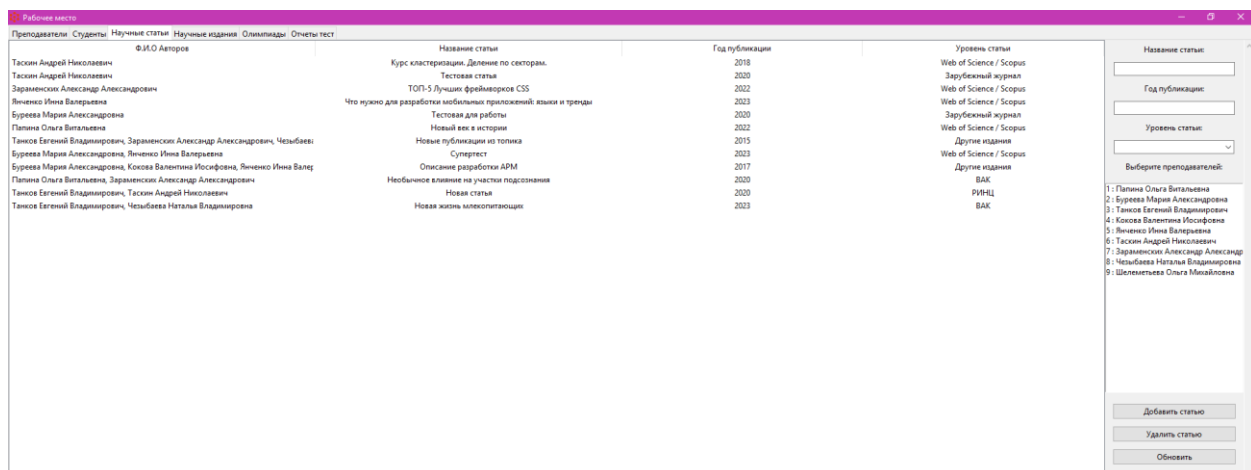 Рабочее место
Преподаватели Студенты Научные статьи Научные издания Олимпиады Отчеты тест
Ф.И.О Авторов Название статьи Год публикации Уровень статьи
Таскин Андрей Николаевич Курс кластеризации. Деление по секторам. 2018 Web of Science / Scopus
Таскин Андрей Николаевич Тестовая статья 2020 Зарубежный журнал
Зараменских Александр Александрович ТОП-5 Лучших фреймворков CSS 2022 Web of Science / Scopus
Янченко Инна Валерьевна Что нужно для разработки мобильных приложений: языки и тренды 2023 Web of Science / Scopus
Буреева Мария Александровна Тестовая для работы 2020 Зарубежный журнал
Папина Ольга Витальевна Новый век в истории 2022 Web of Science / Scopus
Танков Евгений Владимирович, Зараменских Александр Александрович, Чезыбаева Новые публикации из топика 2015 Другие издания
Буреева Мария Александровна, Янченко Инна Валерьевна Супертест 2023 Web of Science / Scopus
Буреева Мария Александровна, Кокова Валентина Иосифовна, Янченко Инна Валер Описание разработки АРМ 2017 Другие издания
Папина Ольга Витальевна, Зараменских Александр Александрович Необычное влияние на участки подсознания 2020 ВАК
Танков Евгений Владимирович, Таскин Андрей Николаевич Новая статья 2020 РИНЦ
Танков Евгений Владимирович, Чезыбаева Наталья Владимировна Новая жизнь млекопитающих 2023 ВАК
Название статьи:
Год публикации:
Уровень статьи:
Выберите преподавателей:
1 : Папина Ольга Витальевна
2 : Буреева Мария Александровна
3 : Танков Евгений Владимирович
4 : Кокова Валентина Иосифовна
5 : Янченко Инна Валерьевна
6 : Таскин Андрей Николаевич
7 : Зараменских Александр Александр
8 : Чезыбаева Наталья Владимировна
9 : Шелеметьева Ольга Михайловна
Добавить статью
Удалить статью
Обновить